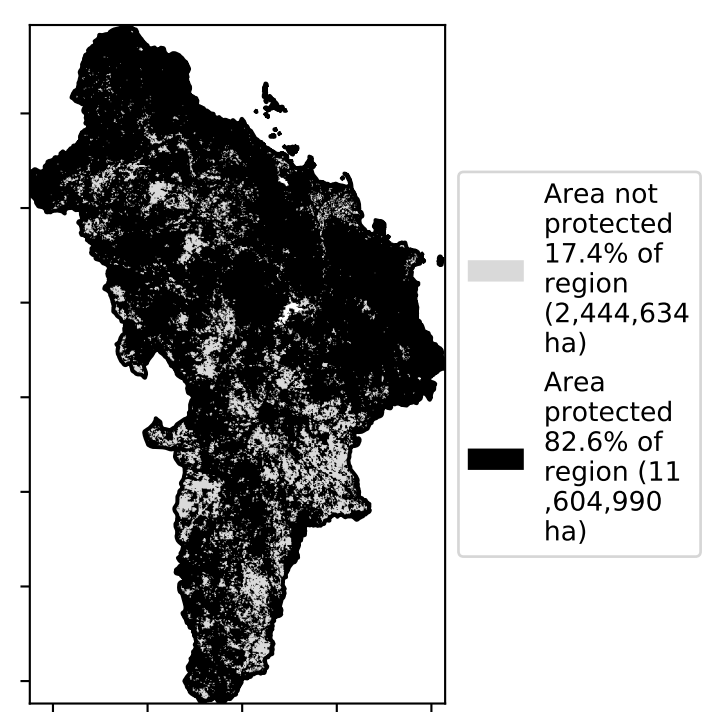 Area not
protected
17.4% of
region
(2,444,634
ha)
Area
protected
82.6% of
region (11
,604,990
ha)